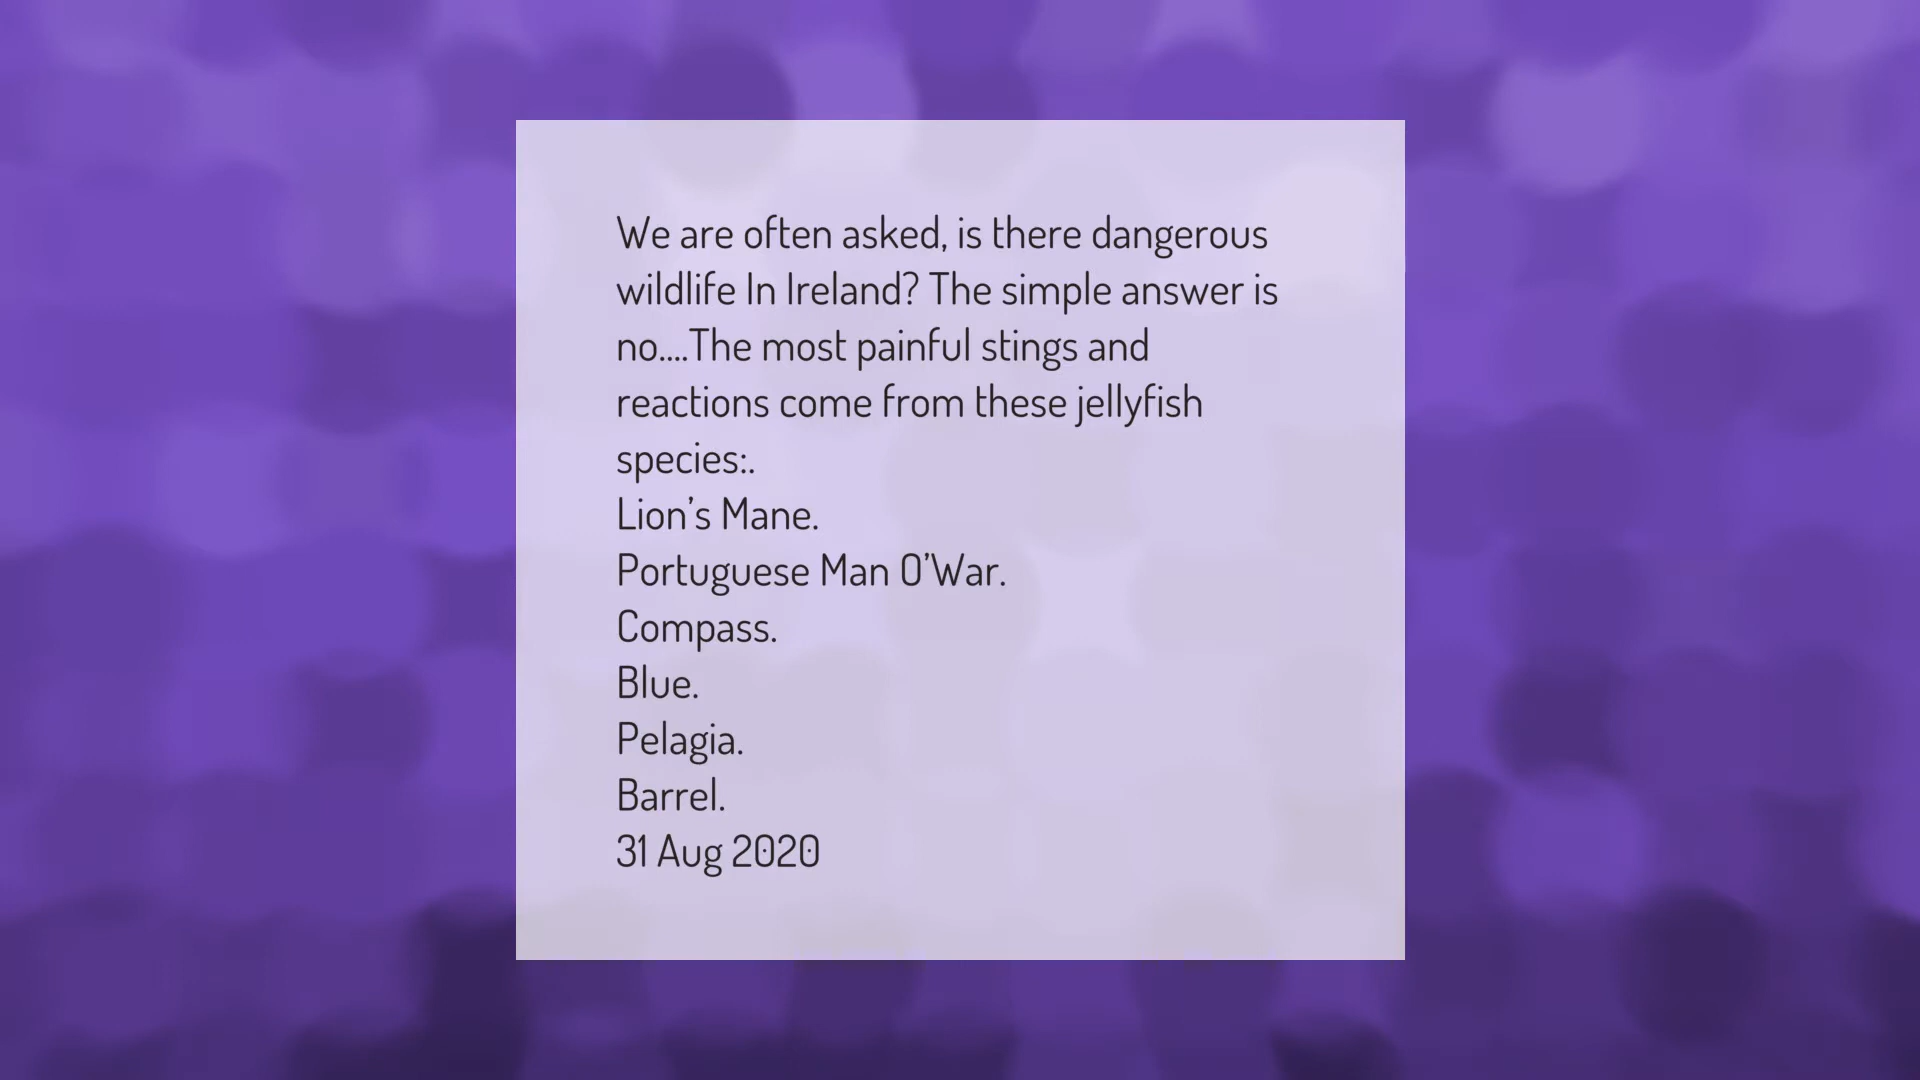 We are often asked, is there dangerous
wildlife In Ireland? The simple answer is
no....The most painful stings and
reactions come from these jellyfish
species:.
Lion’s Mane.
Portuguese Man O’War.
Compass.
Blue.
Pelagia.
Barrel.
31 Aug 2020